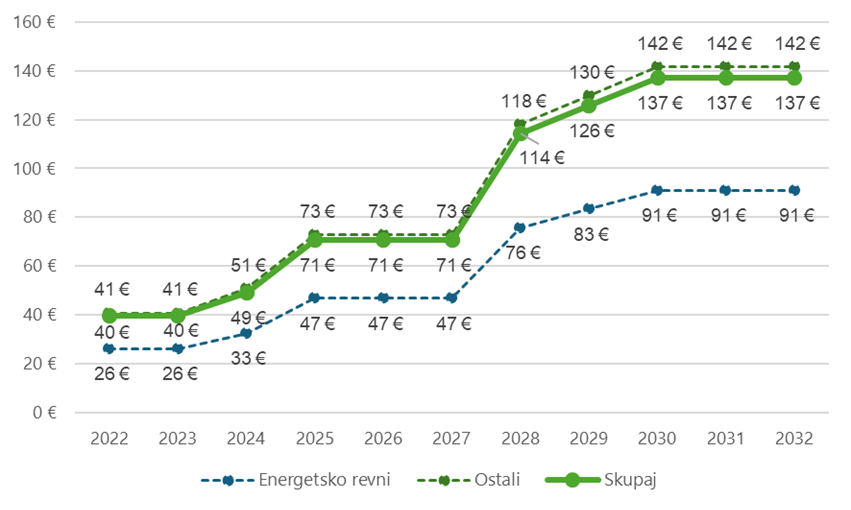 160 €
142 € 142 € 142 €
140 €
130 €
118 €
137 € 137 € 137 €
120 €
126 €
114 €
100 €
73 € 73 € 73 €
91 € 91 € 91 €
80 €
83 €
76 €
60 €
51 €
71 € 71 € 71 €
41 € 41 €
40 €
49 €
47 € 47 € 47 €
40 € 40 €
33 €
20 €
26 € 26 €
0 €
2022 2023 2024 2025 2026 2027 2028 2029 2030 2031 2032
Energetsko revni Ostali Skupaj